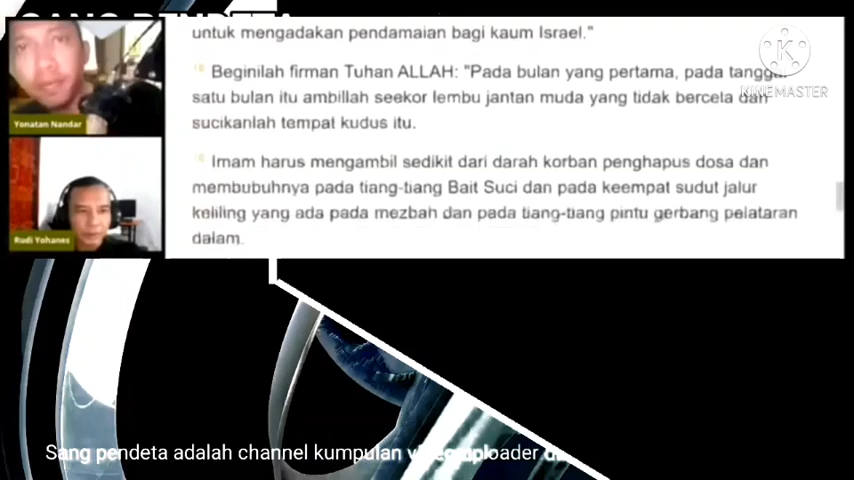 SANG PENDETA
untuk mengadakan pendamaian bagi kaum Israel."
18 Beginilah firman Tuhan ALLAH: "Pada bulan yang pertama, pada tanggal
satu bulan itu ambillah seekor lembu jantan muda yang tidak berceta dan
sucikanlah tempat kudus itu.
Imam harus mengambil sedikit dari darah korban penghapus dosa dan
membubuhnya pada tiang-tiang Bait Suci dan pada keempat sudut jalur
keliling yang ada pada mezbah dan pada tiang-tiang pintu gerbang pelataran
dalam.
KINEMASTER
Yonatan Nandar
Rudi Yohanes
Sang pendeta adalah channel kumpulan video uploader